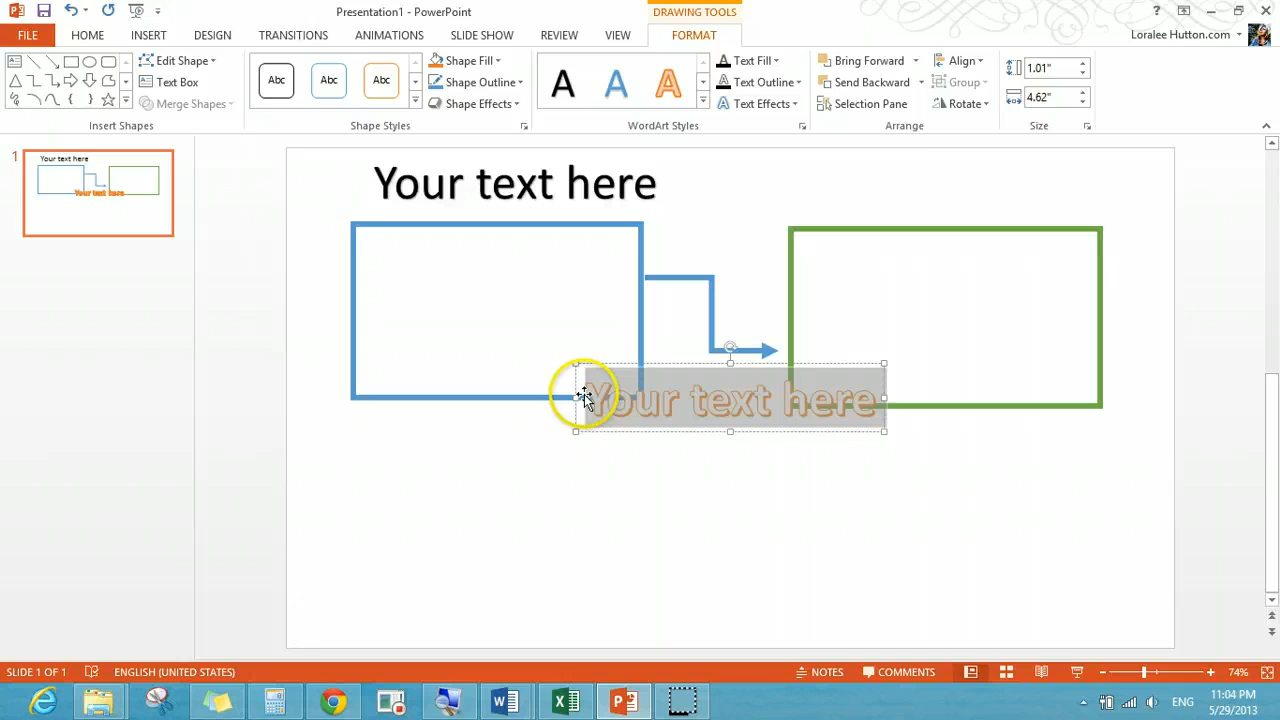 Presentation1 - PowerPoint
DRAWING TOOLS
?
FILE HOME INSERT DESIGN TRANSITIONS ANIMATIONS SLIDE SHOW REVIEW VIEW FORMAT Loralee Hutton.com
Edit Shape
Text Box
Merge Shapes
Insert Shapes
Abc Abc Abc
Shape Fill
Shape Outline
Shape Effects
Shape Styles
A A A
Text Fill
Text Outline
Text Effects
WordArt Styles
Bring Forward
Send Backward
Selection Pane
Align
Group
Rotate
Arrange
1.01"
4.62"
Size
1
Your text here
Your text here
Your text here
Your text here
SLIDE 1 OF 1 ENGLISH (UNITED STATES) NOTES COMMENTS 74%
ENG
11:04 PM
5/29/2013